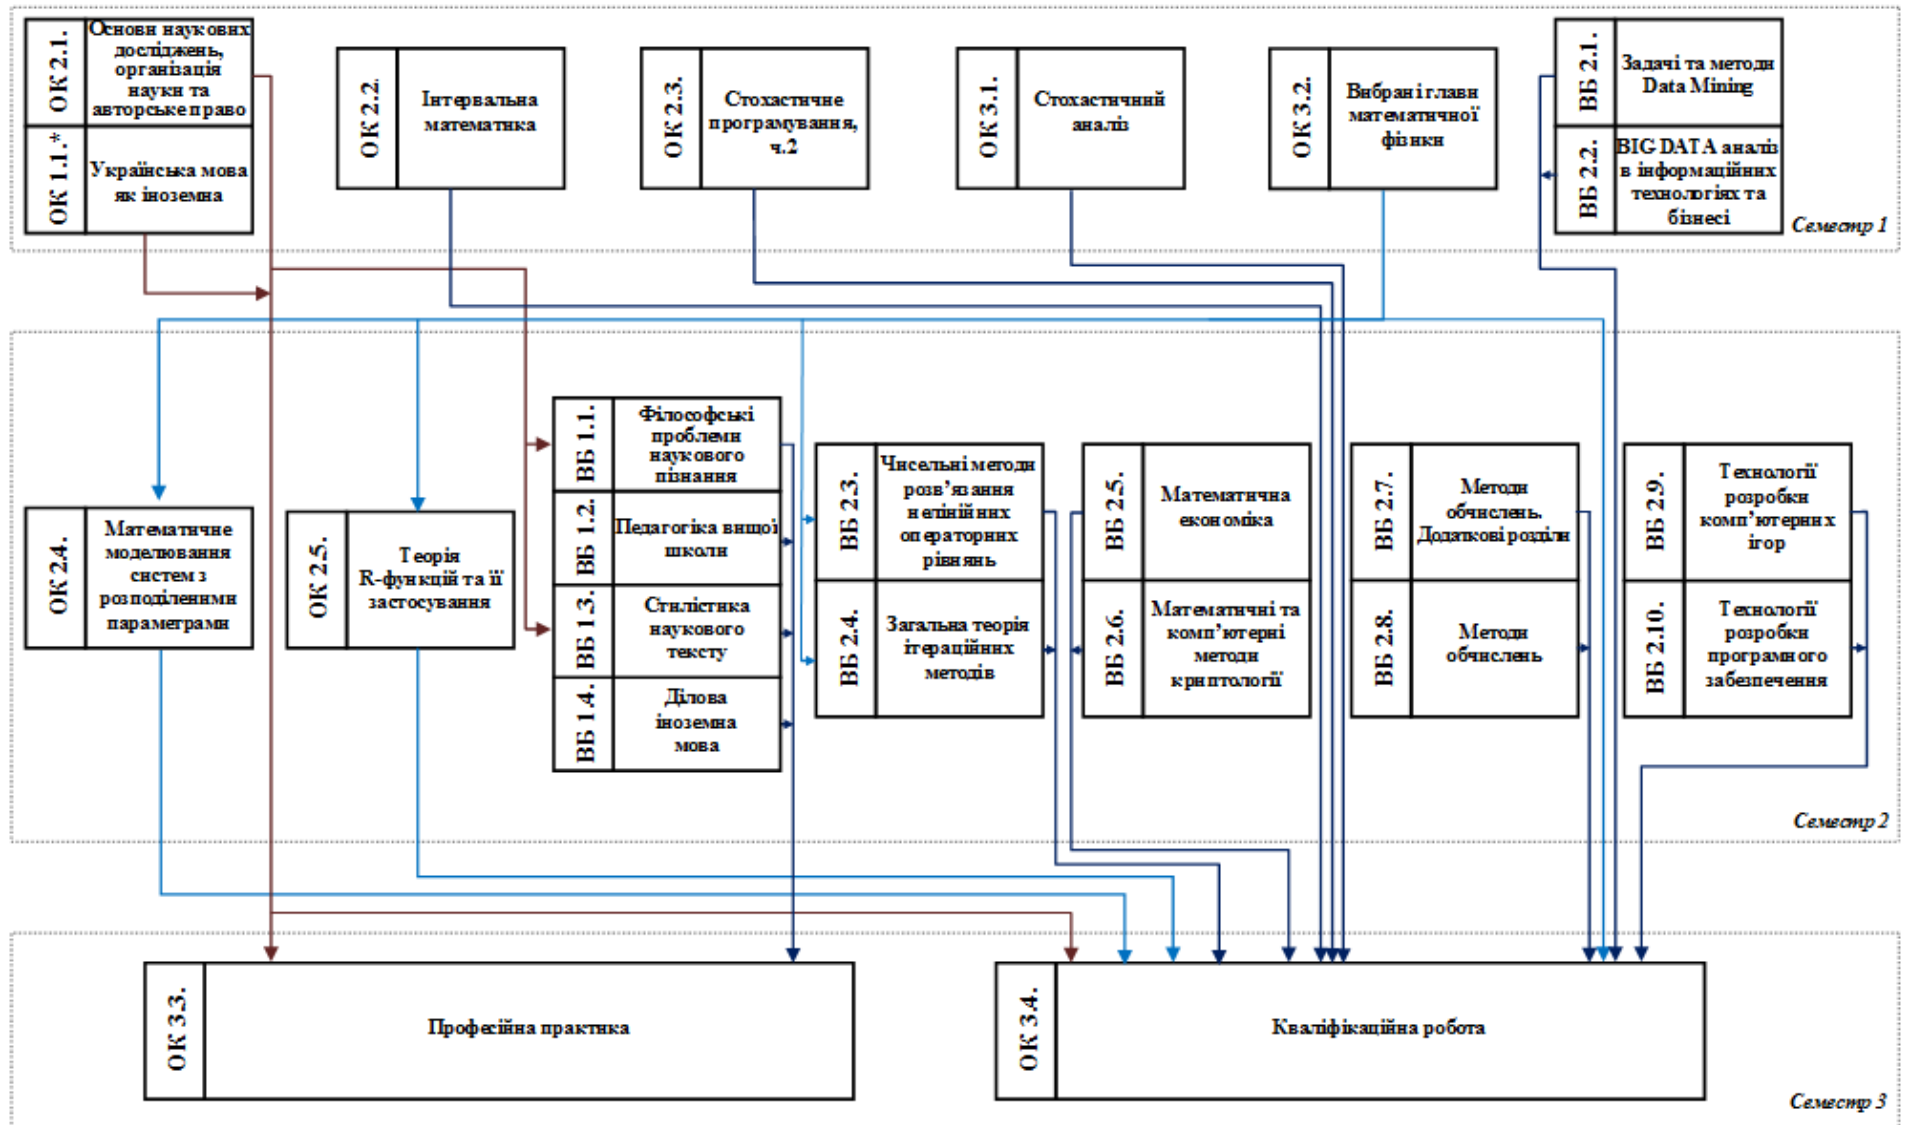 ОК 2.1.
Основи наукових
досліджень,
організація
науки та
авторське право
ОК 1.1.*
Українська мова
як іноземна
ОК 2.2.
Інтервальна
математика
ОК 2.3.
Стохастичне
програмування,
ч.2
ОК 3.1.
Стохастичний
аналіз
ОК 3.2.
Вибрані глави
математичної
фізики
ВБ 2.1.
Задачі та методи
Data Mining
ВБ 2.2.
BIG DATA аналіз
в інформаційних
технологіях та
бізнесі
Семестр 1
ОК 2.4.
Математичне
моделювання
систем з
розподіленими
параметрами
ОК 2.5.
Теорія
R-функцій та її
застосування
ВБ 1.1.
Філософські
проблеми
наукового
пізнання
ВБ 1.2.
Педагогіка вищої
школи
ВБ 1.3.
Стилістика
наукового
тексту
ВБ 1.4.
Ділова
іноземна
мова
ВБ 2.3.
Чисельні методи
розв’язання
нелінійних
операторних
рівнянь
ВБ 2.4.
Загальна теорія
ітераційних
методів
ВБ 2.5.
Математична
економіка
ВБ 2.6.
Математичні та
комп’ютерні
методи
криптології
ВБ 2.7.
Методи
обчислень.
Додаткові розділи
ВБ 2.8.
Методи
обчислень
ВБ 2.9.
Технології
розробки
комп’ютерних
ігор
ВБ 2.10.
Технології
розробки
програмного
забезпечення
Семестр 2
ОК 3.3.
Професійна практика
ОК 3.4.
Кваліфікаційна робота
Семестр 3